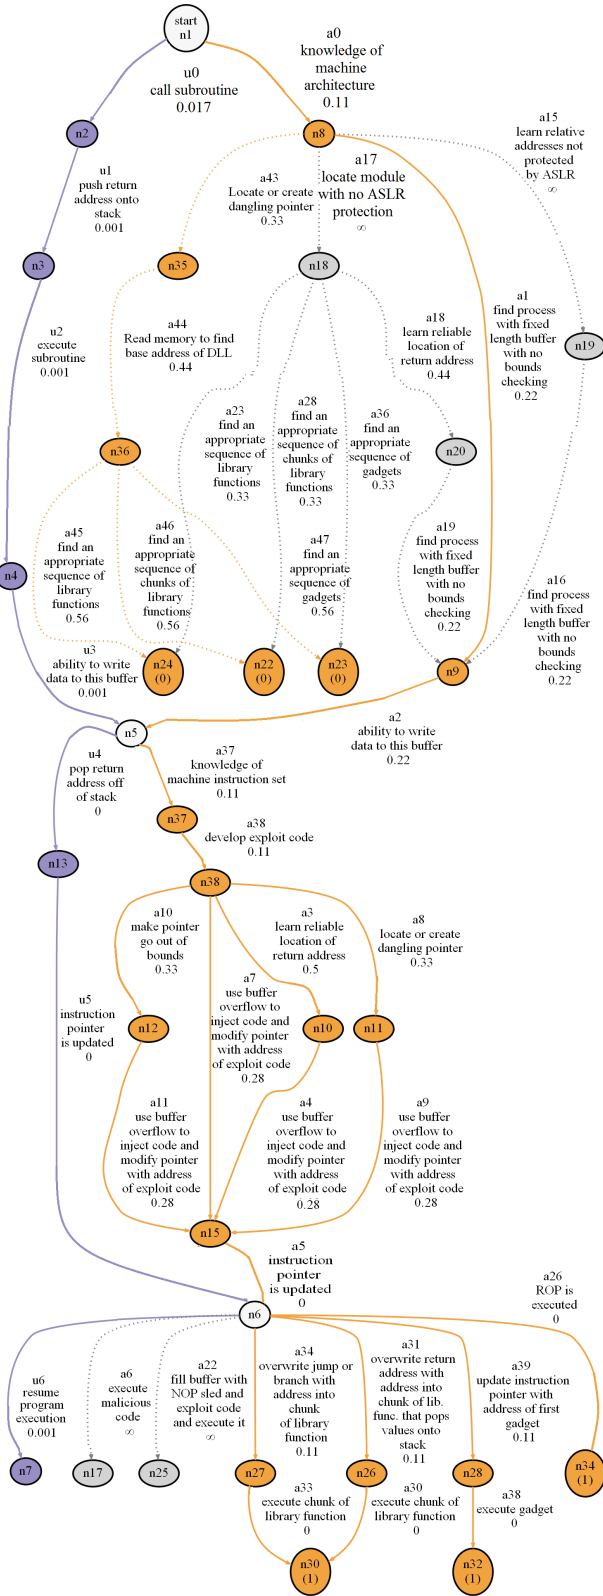 start
n1
u0
call subroutine
0.017
a0
knowledge of
machine
architecture
0.11
n2
n8
a15
learn relative
addresses not
protected
by ASLR
∞
u1
push return
address onto
stack
0.001
a43
Locate or create
dangling pointer
0.33
a17
locate module
with no ASLR
protection
∞
n3
n35
n18
u2
execute
subroutine
0.001
a44
Read memory to find
base address of DLL
0.44
a18
learn reliable
location of
return address
0.44
a1
find process
with fixed
length buffer
with no
bounds
checking
0.22
n19
a23
find an
appropriate
sequence of
library
functions
0.33
a28
find an
appropriate
sequence of
chunks of
library
functions
0.33
a36
find an
appropriate
sequence of
gadgets
0.33
n36
n20
a45
find an
appropriate
sequence of
library
functions
0.56
a46
find an
appropriate
sequence of
chunks of
library
functions
0.56
a47
find an
appropriate
sequence of
gadgets
0.56
a19
find process
with fixed
length buffer
with no
bounds
checking
0.22
a16
find process
with fixed
length buffer
with no
bounds
checking
0.22
n4
u3
ability to write
data to this buffer
0.001
n24
(0)
n22
(0)
n23
(0)
n9
a2
ability to write
data to this buffer
0.22
n5
u4
pop return
address off
of stack
0
a37
knowledge of
machine instruction set
0.11
n37
a38
develop exploit code
0.11
n13
n38
a10
make pointer
go out of
bounds
0.33
a3
learn reliable
location of
return address
0.5
a8
locate or create
dangling pointer
0.33
a7
use buffer
overflow to
inject code and
modify pointer
with address
of exploit code
0.28
u5
instruction
pointer
is updated
0
n12
n10
n11
a11
use buffer
overflow to
inject code and
modify pointer
with address
of exploit code
0.28
a4
use buffer
overflow to
inject code and
modify pointer
with address
of exploit code
0.28
a9
use buffer
overflow to
inject code and
modify pointer
with address
of exploit code
0.28
n15
a5
instruction
pointer
is updated
0
a26
ROP is
executed
0
n6
u6
resume
program
execution
0.001
a6
execute
malicious
code
∞
a22
fill buffer with
NOP sled and
exploit code
and execute it
∞
a34
overwrite jump or
branch with
address into
chunk
of library
function
0.11
a31
overwrite return
address with
address into
chunk of lib.
func. that pops
values onto
stack
0.11
a39
update instruction
pointer with
address of first
gadget
0.11
n7
n17
n25
n27
n26
n28
n34
(1)
a33
execute chunk of
library function
0
a30
execute chunk of
library function
0
a38
execute gadget
0
n30
(1)
n32
(1)